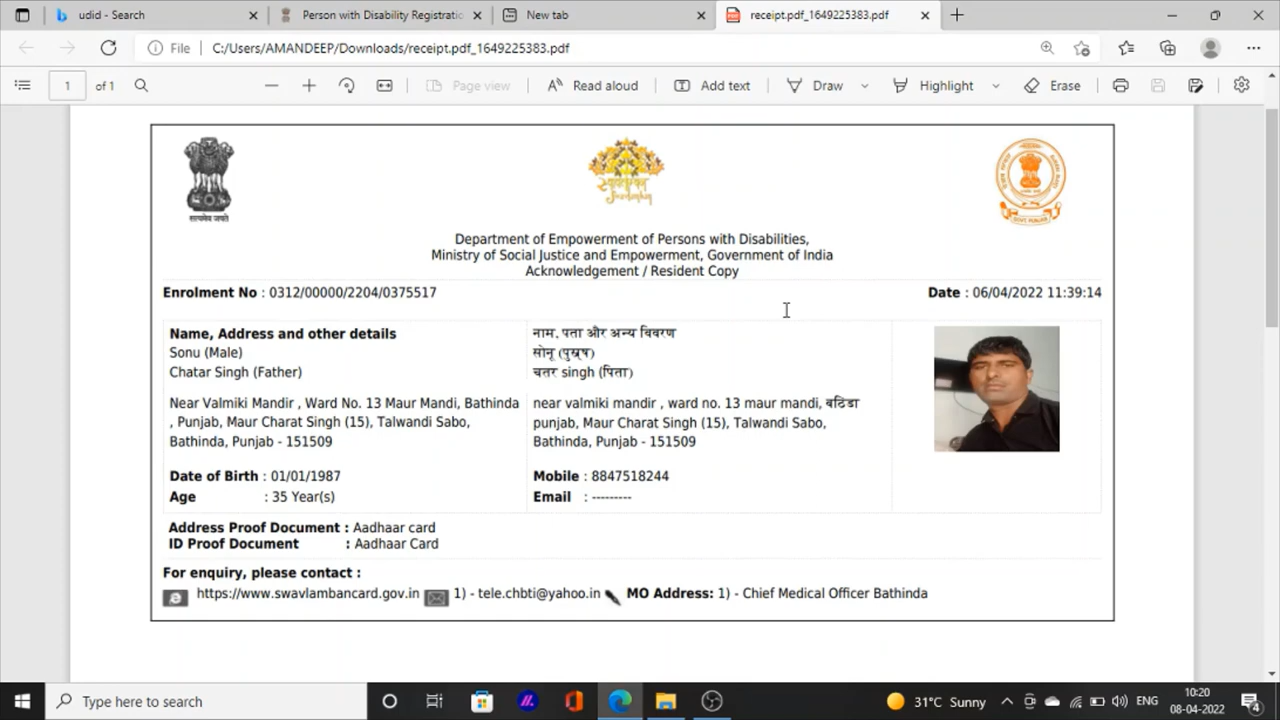 udid - Search
Person with Disability Registratio
New tab
receipt.pdf_1649225383.pdf
File
C:/Users/AMANDEEP/Downloads/receipt.pdf_1649225383.pdf
1 of 1
Page view
Read aloud
Add text
Draw
Highlight
Erase
सत्यमेव जयते
Department of Empowerment of Persons with Disabilities,
Ministry of Social Justice and Empowerment, Government of India
Acknowledgement / Resident Copy
Enrolment No : 0312/00000/2204/0375517
Date : 06/04/2022 11:39:14
Name, Address and other details
Sonu (Male)
Chatar Singh (Father)
Near Valmiki Mandir , Ward No. 13 Maur Mandi, Bathinda
, Punjab, Maur Charat Singh (15), Talwandi Sabo,
Bathinda, Punjab - 151509
Date of Birth : 01/01/1987
Age : 35 Year(s)
नाम, पता और अन्य विवरण
सोनू (पुरूष)
चतर singh (पिता)
near valmiki mandir , ward no. 13 maur mandi, बठिंडा
punjab, Maur Charat Singh (15), Talwandi Sabo,
Bathinda, Punjab - 151509
Mobile : 8847518244
Email : ---------
Address Proof Document : Aadhaar card
ID Proof Document : Aadhaar Card
For enquiry, please contact :
https://www.swavlambancard.gov.in 1) - tele.chbti@yahoo.in MO Address: 1) - Chief Medical Officer Bathinda
Type here to search
31°C Sunny
ENG
10:20
08-04-2022
4